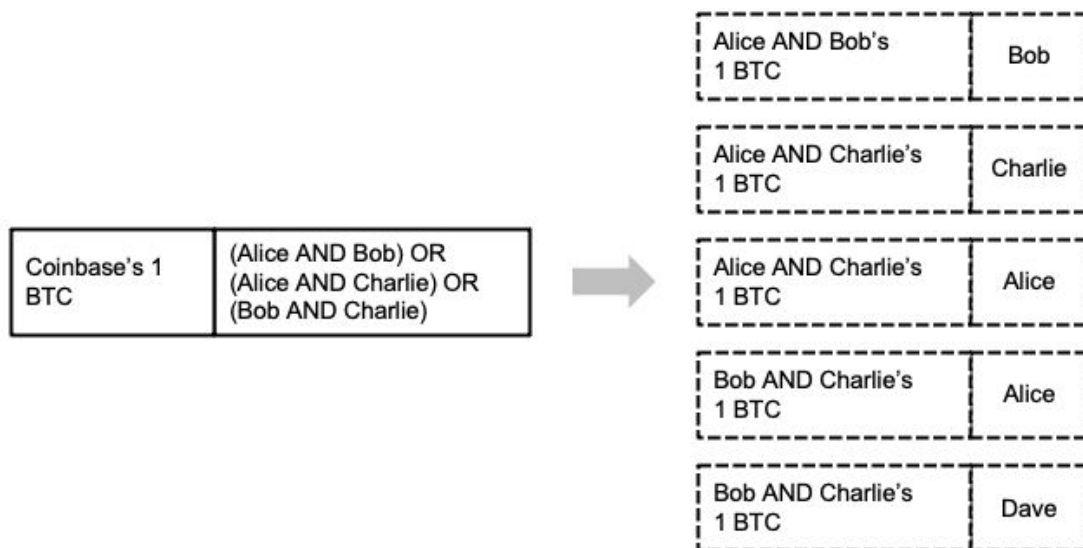 Coinbase's 1
BTC
(Alice AND Bob) OR
(Alice AND Charlie) OR
(Bob AND Charlie)
Alice AND Bob's
1 BTC
Bob
Alice AND Charlie's
1 BTC
Charlie
Alice AND Charlie's
1 BTC
Alice
Bob AND Charlie's
1 BTC
Alice
Bob AND Charlie's
1 BTC
Dave